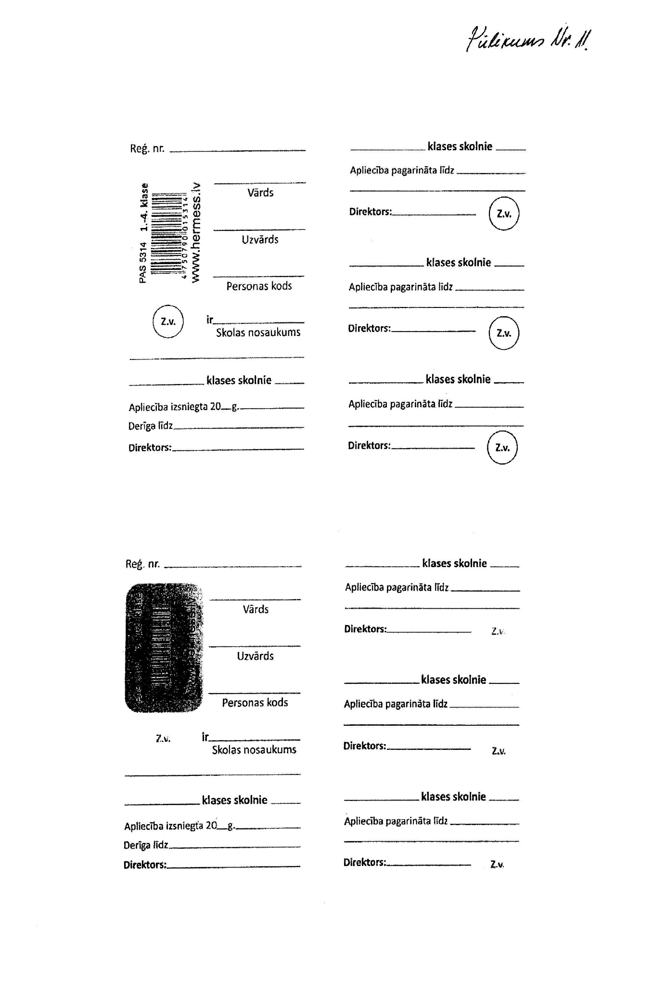 Pielikums Nr. 11.
Reģ. nr.
PAS 5314 1.-4. klase
4 750790 015314
www.hermess.lv
Vārds
Uzvārds
Personas kods
Z.v.
ir
Skolas nosaukums
klases skolnie
Apliecība izsniegta 20__g.
Derīga līdz
Direktors:
klases skolnie
Apliecība pagarināta līdz
Direktors:
Z.v.
klases skolnie
Apliecība pagarināta līdz
Direktors:
Z.v.
klases skolnie
Apliecība pagarināta līdz
Direktors:
Z.v.
Reģ. nr.
Vārds
Uzvārds
Personas kods
Z.v.
ir
Skolas nosaukums
klases skolnie
Apliecība izsniegta 20__g.
Derīga līdz
Direktors:
klases skolnie
Apliecība pagarināta līdz
Direktors:
Z.v.
klases skolnie
Apliecība pagarināta līdz
Direktors:
Z.v.
klases skolnie
Apliecība pagarināta līdz
Direktors:
Z.v.